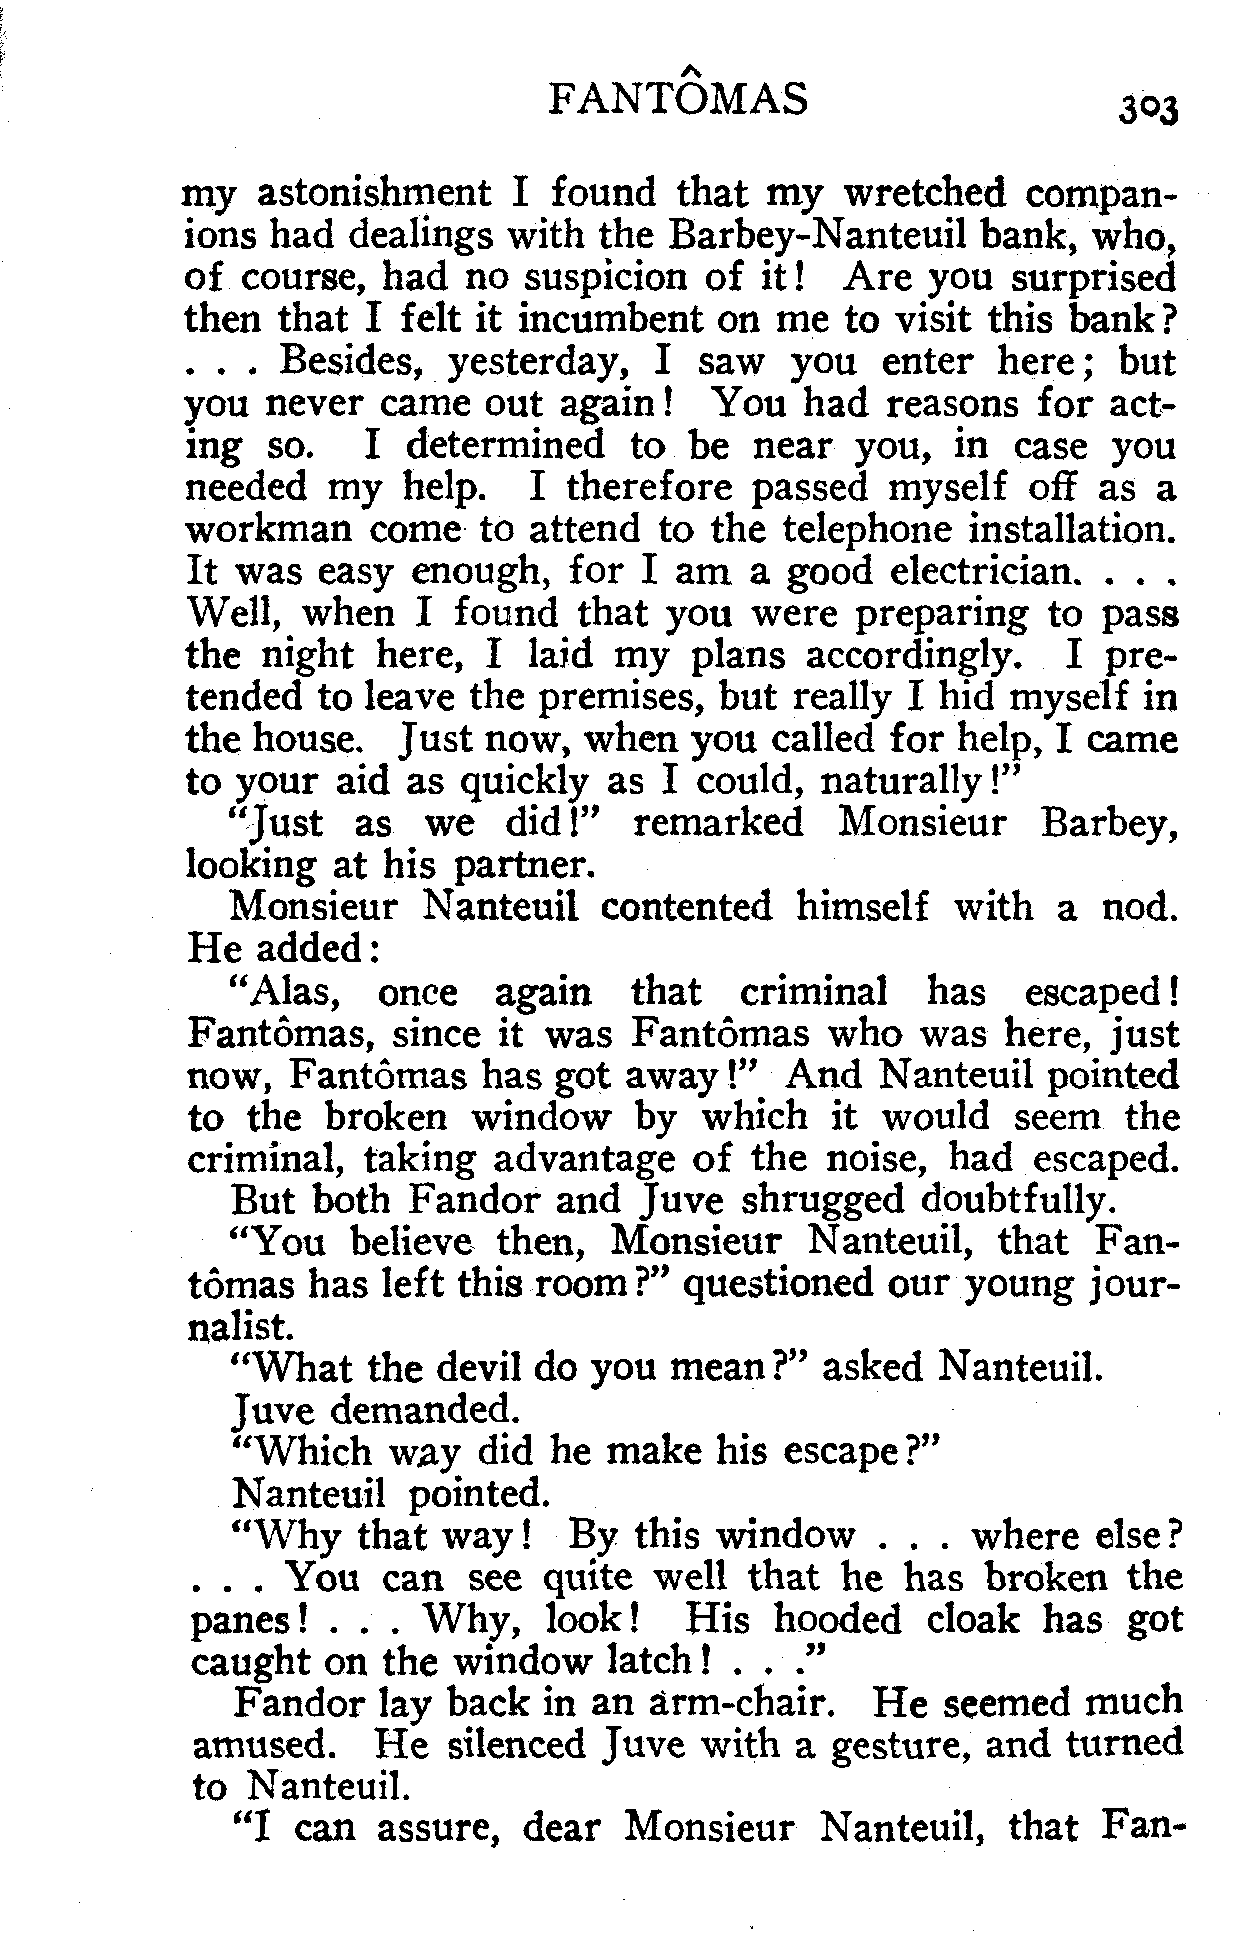 FANTÔMAS 303
my astonishment I found that my wretched compan-
ions had dealings with the Barbey-Nanteuil bank, who,
of course, had no suspicion of it! Are you surprised
then that I felt it incumbent on me to visit this bank?
. . . Besides, yesterday, I saw you enter here; but
you never came out again! You had reasons for act-
ing so. I determined to be near you, in case you
needed my help. I therefore passed myself off as a
workman come to attend to the telephone installation.
It was easy enough, for I am a good electrician. . . .
Well, when I found that you were preparing to pass
the night here, I laid my plans accordingly. I pre-
tended to leave the premises, but really I hid myself in
the house. Just now, when you called for help, I came
to your aid as quickly as I could, naturally!”
“Just as we did!” remarked Monsieur Barbey,
looking at his partner.
Monsieur Nanteuil contented himself with a nod.
He added:
“Alas, once again that criminal has escaped!
Fantômas, since it was Fantômas who was here, just
now, Fantômas has got away!” And Nanteuil pointed
to the broken window by which it would seem the
criminal, taking advantage of the noise, had escaped.
But both Fandor and Juve shrugged doubtfully.
“You believe then, Monsieur Nanteuil, that Fan-
tômas has left this room?” questioned our young jour-
nalist.
“What the devil do you mean?” asked Nanteuil.
Juve demanded.
“Which way did he make his escape?”
Nanteuil pointed.
“Why that way! By this window . . . where else?
. . . You can see quite well that he has broken the
panes! . . . Why, look! His hooded cloak has got
caught on the window latch! . . .”
Fandor lay back in an arm-chair. He seemed much
amused. He silenced Juve with a gesture, and turned
to Nanteuil.
“I can assure, dear Monsieur Nanteuil, that Fan-